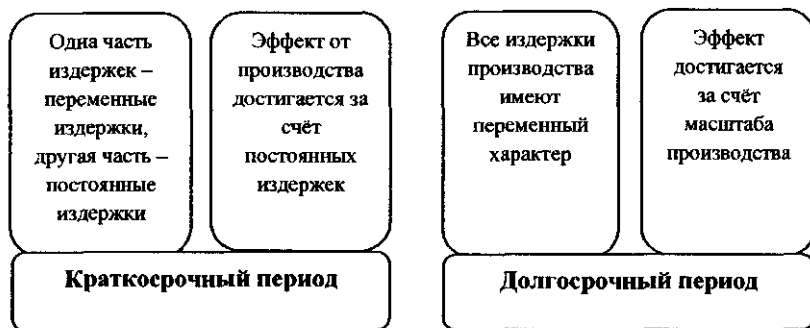 Одна часть
издержек –
переменные
издержки,
другая часть –
постоянные
издержки
Эффект от
производства
достигается за
счёт
постоянных
издержек
Краткосрочный период
Все издержки
производства
имеют
переменный
характер
Эффект
достигается
за счёт
масштаба
производства
Долгосрочный период